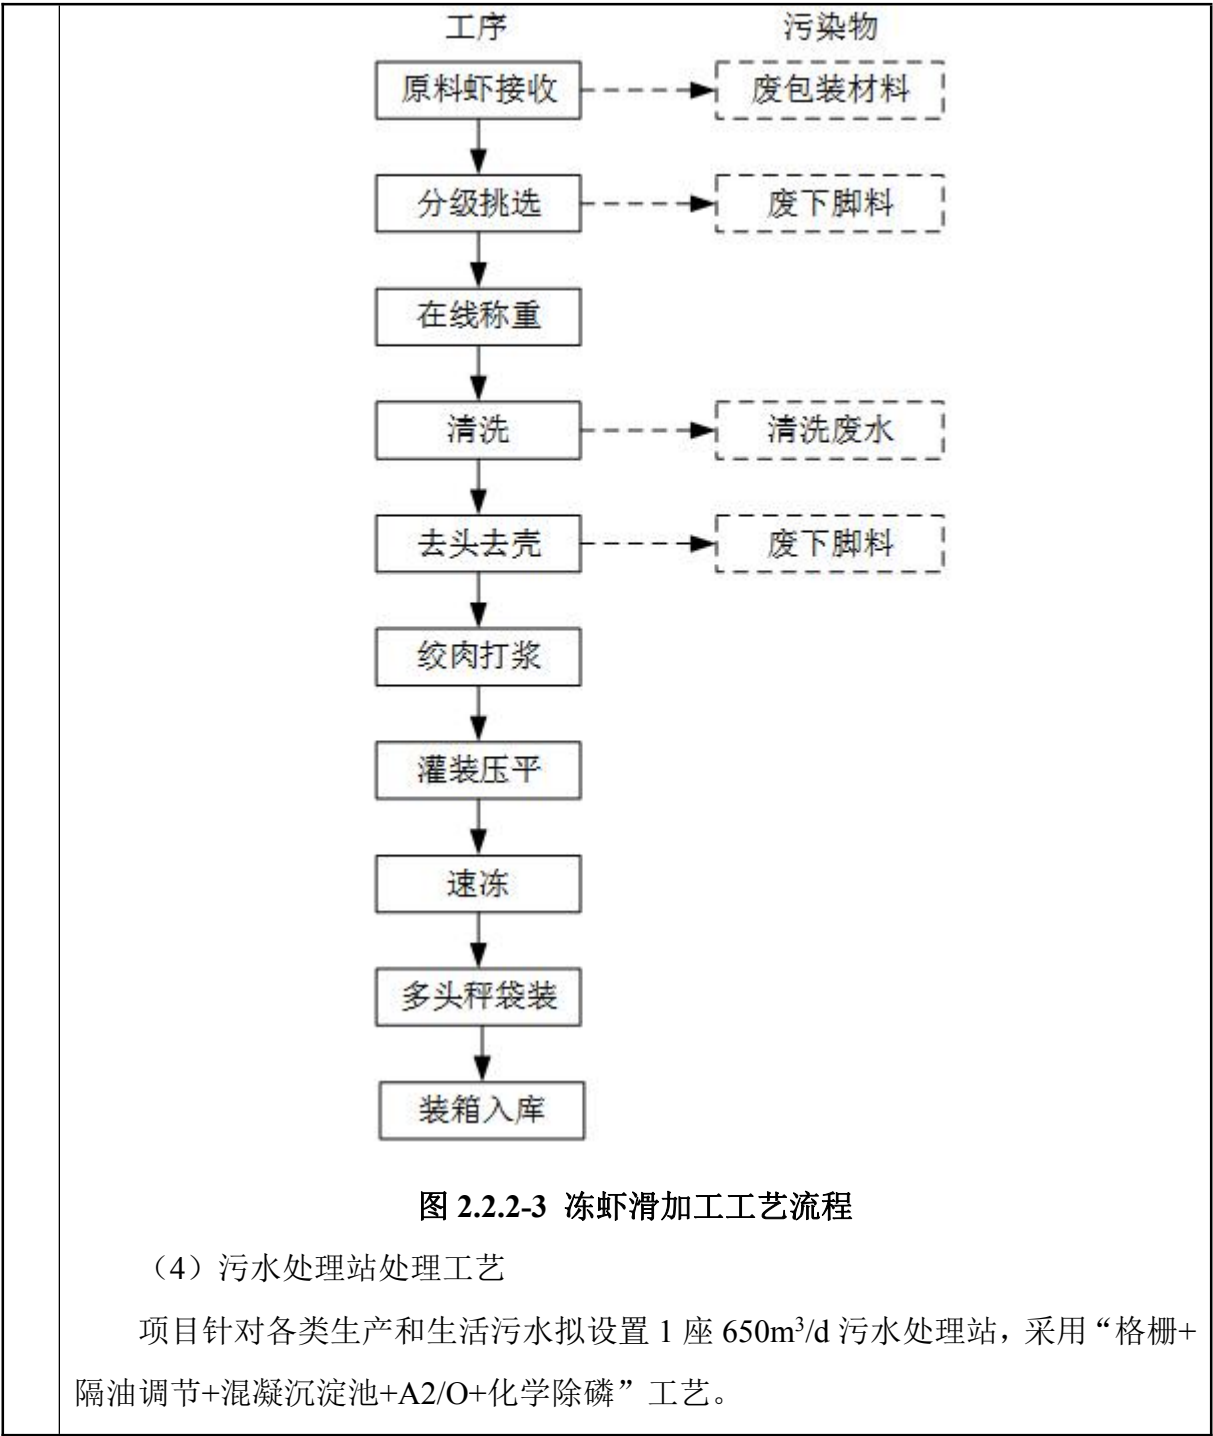 工序 污染物
原料虾接收 废包装材料
分级挑选 废下脚料
在线称重
清洗 清洗废水
去头去壳 废下脚料
绞肉打浆
灌装压平
速冻
多头秤袋装
装箱入库
图 2.2.2-3 冻虾滑加工工艺流程
（4）污水处理站处理工艺
项目针对各类生产和生活污水拟设置 1 座 650m³/d 污水处理站，采用“格栅+
隔油调节+混凝沉淀池+A2/O+化学除磷”工艺。